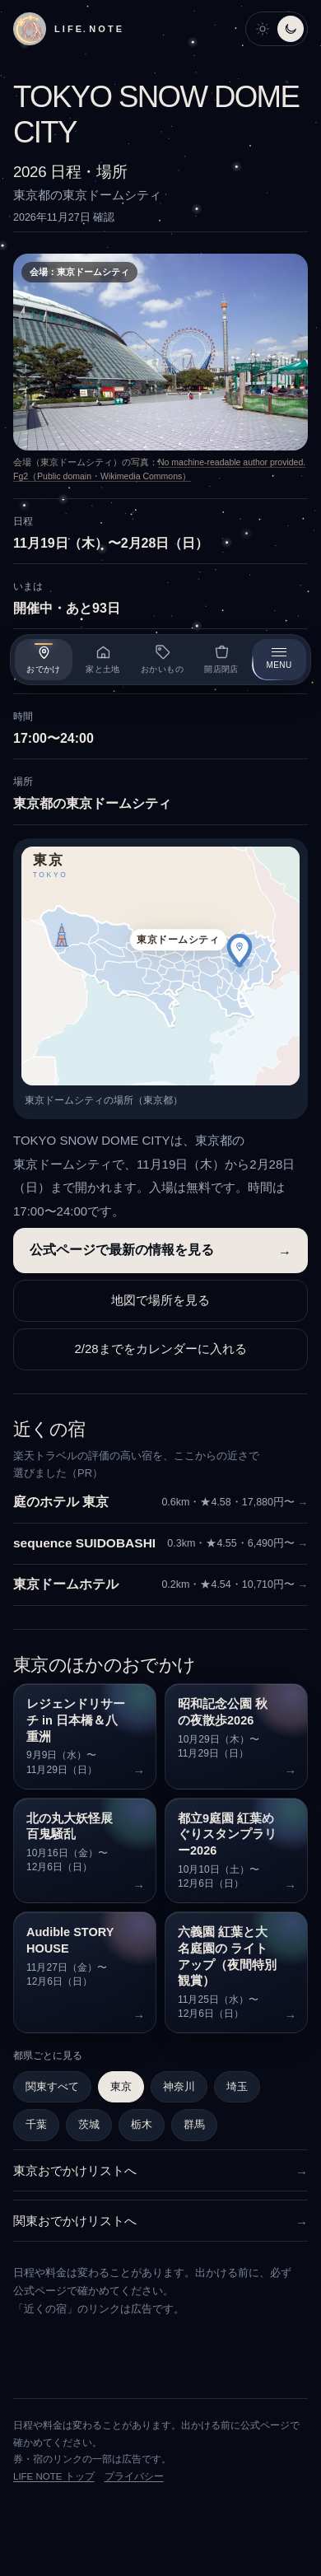 LIFE NOTE
TOKYO SNOW DOME
CITY
2026 日程・場所
東京都の東京ドームシティ
2026年11月27日 確認
会場：東京ドームシティ
会場（東京ドームシティ）の写真：No machine-readable author provided.
Fg2（Public domain・Wikimedia Commons）
日程
11月19日（木）〜2月28日（日）
いまは
開催中・あと93日
おでかけ
家と土地
おかいもの
開店閉店
MENU
時間
17:00〜24:00
場所
東京都の東京ドームシティ
東京
TOKYO
東京ドームシティ
東京ドームシティの場所（東京都）
TOKYO SNOW DOME CITYは、東京都の
東京ドームシティで、11月19日（木）から2月28日
（日）まで開かれます。入場は無料です。時間は
17:00〜24:00です。
公式ページで最新の情報を見る →
地図で場所を見る
2/28までをカレンダーに入れる
近くの宿
楽天トラベルの評価の高い宿を、ここからの近さで
選びました（PR）
庭のホテル 東京 0.6km・★4.58・17,880円〜 →
sequence SUIDOBASHI 0.3km・★4.55・6,490円〜 →
東京ドームホテル 0.2km・★4.54・10,710円〜 →
東京のほかのおでかけ
レジェンドリサー
チ in 日本橋＆八
重洲
9月9日（水）〜
11月29日（日）
→
昭和記念公園 秋
の夜散歩2026
10月29日（木）〜
11月29日（日）
→
北の丸大妖怪展
百鬼騒乱
10月16日（金）〜
12月6日（日）
→
都立9庭園 紅葉め
ぐりスタンプラリ
ー2026
10月10日（土）〜
12月6日（日）
→
Audible STORY
HOUSE
11月27日（金）〜
12月6日（日）
→
六義園 紅葉と大
名庭園の ライト
アップ（夜間特別
観賞）
11月25日（水）〜
12月6日（日）
→
都県ごとに見る
関東すべて
東京
神奈川
埼玉
千葉
茨城
栃木
群馬
東京おでかけリストへ →
関東おでかけリストへ →
日程や料金は変わることがあります。出かける前に、必ず
公式ページで確かめてください。
「近くの宿」のリンクは広告です。
日程や料金は変わることがあります。出かける前に公式ページで
確かめてください。
券・宿のリンクの一部は広告です。
LIFE NOTE トップ プライバシー